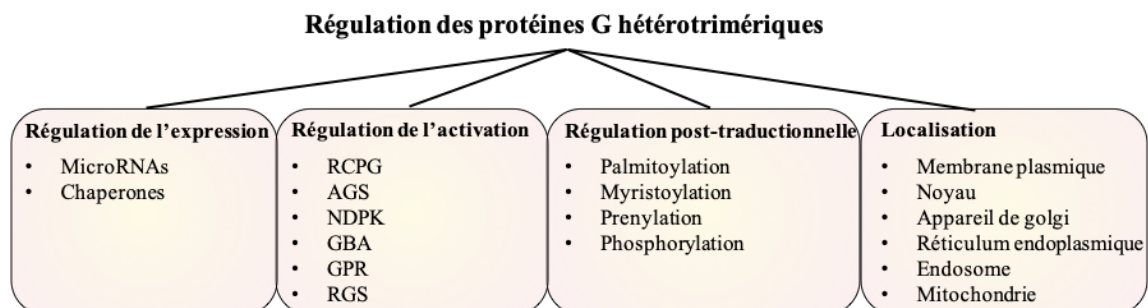 Régulation des protéines G hétérotrimériques
Régulation de l'expression
• MicroRNAs
• Chaperones
Régulation de l'activation
• RCPG
• AGS
• NDPK
• GBA
• GPR
• RGS
Régulation post-traductionnelle
• Palmitoylation
• Myristoylation
• Prenylation
• Phosphorylation
Localisation
• Membrane plasmique
• Noyau
• Appareil de golgi
• Réticulum endoplasmique
• Endosome
• Mitochondrie